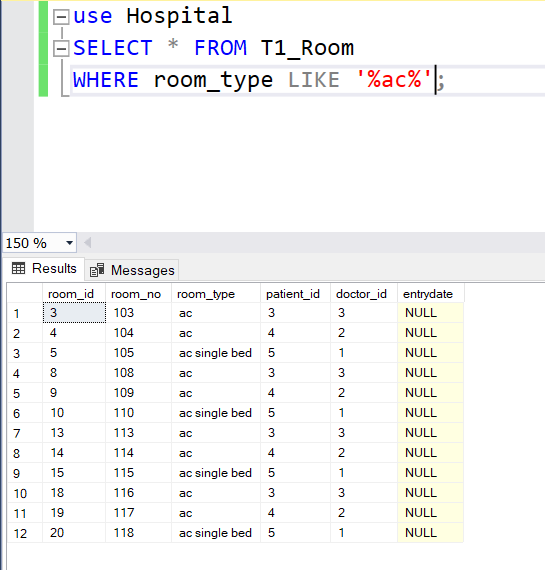 use Hospital
SELECT * FROM T1_Room
WHERE room_type LIKE '%ac%';
150 %
Results Messages
room_id room_no room_type patient_id doctor_id entrydate
1 3 103 ac 3 3 NULL
2 4 104 ac 4 2 NULL
3 5 105 ac single bed 5 1 NULL
4 8 108 ac 3 3 NULL
5 9 109 ac 4 2 NULL
6 10 110 ac single bed 5 1 NULL
7 13 113 ac 3 3 NULL
8 14 114 ac 4 2 NULL
9 15 115 ac single bed 5 1 NULL
10 18 116 ac 3 3 NULL
11 19 117 ac 4 2 NULL
12 20 118 ac single bed 5 1 NULL